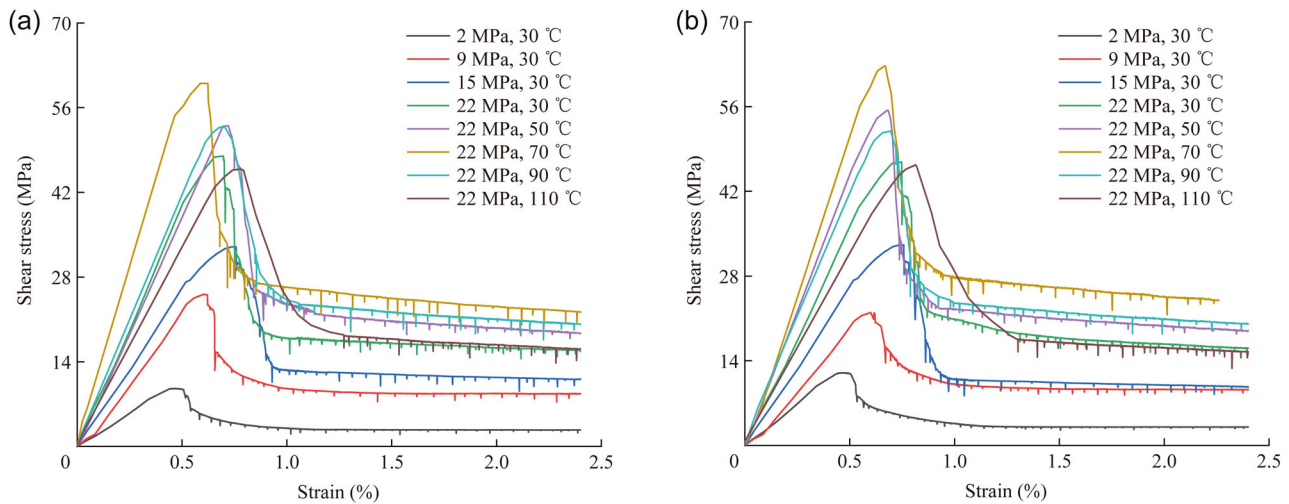 (a)
70
56
42
28
14
0
0.5
1.0
1.5
2.0
2.5
Shear stress (MPa)
Strain (%)
2 MPa, 30 ℃
9 MPa, 30 ℃
15 MPa, 30 ℃
22 MPa, 30 ℃
22 MPa, 50 ℃
22 MPa, 70 ℃
22 MPa, 90 ℃
22 MPa, 110 ℃
(b)
70
56
42
28
14
0
0.5
1.0
1.5
2.0
2.5
Shear stress (MPa)
Strain (%)
2 MPa, 30 ℃
9 MPa, 30 ℃
15 MPa, 30 ℃
22 MPa, 30 ℃
22 MPa, 50 ℃
22 MPa, 70 ℃
22 MPa, 90 ℃
22 MPa, 110 ℃